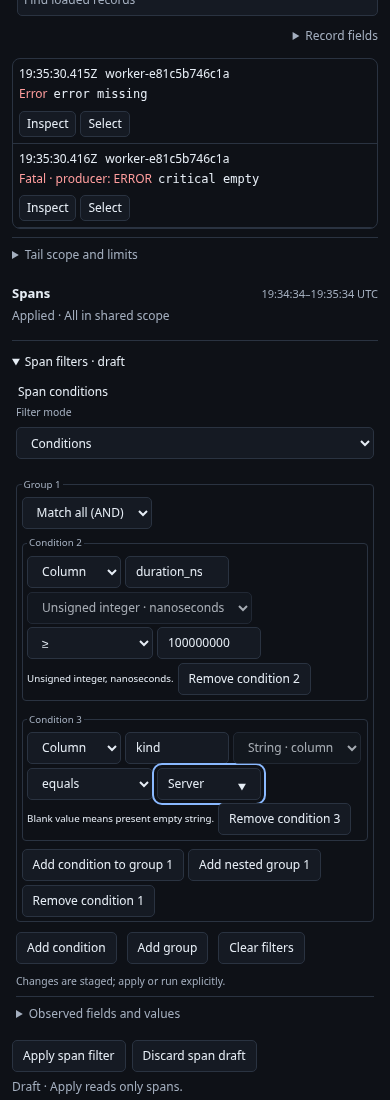 Find loaded records
▶ Record fields
19:35:30.415Z worker-e81c5b746c1a
Error error missing
Inspect Select
19:35:30.416Z worker-e81c5b746c1a
Fatal · producer: ERROR critical empty
Inspect Select
▶ Tail scope and limits
Spans 19:34:34–19:35:34 UTC
Applied · All in shared scope
▼ Span filters · draft
Span conditions
Filter mode
Conditions
Group 1
Match all (AND)
Condition 2
Column duration_ns
Unsigned integer · nanoseconds
≥ 100000000
Unsigned integer, nanoseconds. Remove condition 2
Condition 3
Column kind String · column
equals Server
Blank value means present empty string. Remove condition 3
Add condition to group 1 Add nested group 1
Remove condition 1
Add condition Add group Clear filters
Changes are staged; apply or run explicitly.
▶ Observed fields and values
Apply span filter Discard span draft
Draft · Apply reads only spans.